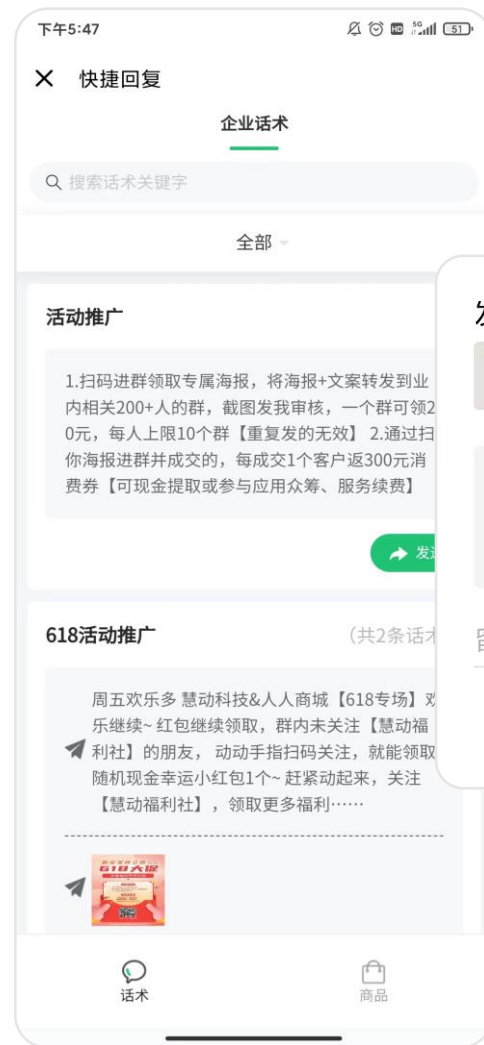 下午5:47
HD 5G 51
快捷回复
企业话术
搜索话术关键字
全部
活动推广
1.扫码进群领取专属海报，将海报+文案转发到业
内相关200+人的群，截图发我审核，一个群可领2
0元，每人上限10个群【重复发的无效】 2.通过扫
你海报进群并成交的，每成交1个客户返300元消
费券【可现金提取或参与应用众筹、服务续费】
发
618活动推广
（共2条话术
周五欢乐多 慧动科技&人人商城【618专场】欢
乐继续~ 红包继续领取，群内未关注【慧动福
利社】的朋友， 动动手指扫码关注，就能领取
随机现金幸运小红包1个~ 赶紧动起来，关注
【慧动福利社】，领取更多福利……
618大促
话术
商品